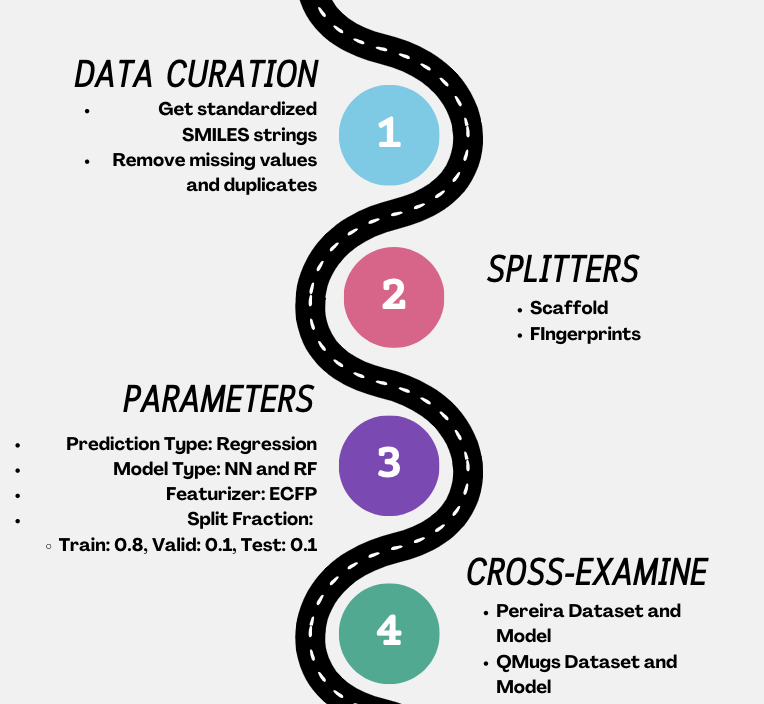 DATA CURATION
• Get standardized
SMILES strings
• Remove missing values
and duplicates
1
2
SPLITTERS
• Scaffold
• FIngerprints
PARAMETERS
• Prediction Type: Regression
• Model Type: NN and RF
• Featurizer: ECFP
• Split Fraction:
○ Train: 0.8, Valid: 0.1, Test: 0.1
3
4
CROSS-EXAMINE
• Pereira Dataset and
Model
• QMugs Dataset and
Model